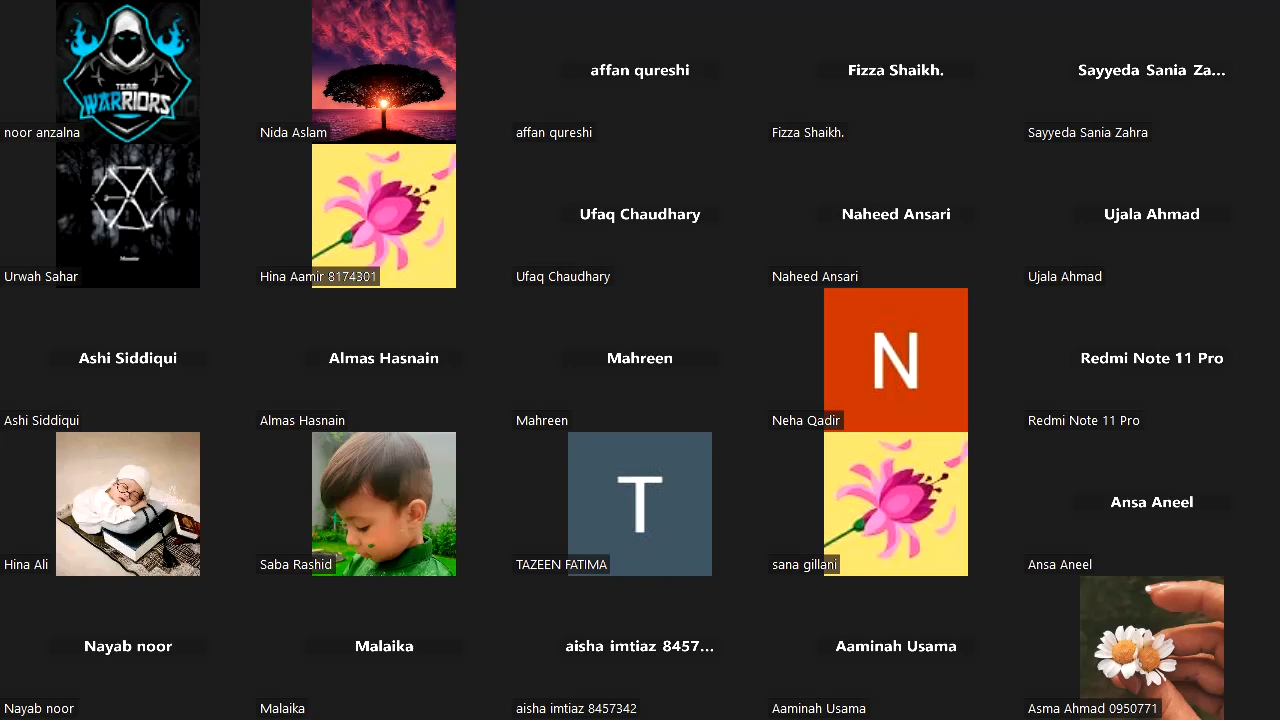 TEAM
WARRIORS
noor anzalna
Nida Aslam
affan qureshi
affan qureshi
Fizza Shaikh.
Fizza Shaikh.
Sayyeda Sania Za...
Sayyeda Sania Zahra
Urwah Sahar
Hina Aamir 8174301
Ufaq Chaudhary
Ufaq Chaudhary
Naheed Ansari
Naheed Ansari
Ujala Ahmad
Ujala Ahmad
Ashi Siddiqui
Ashi Siddiqui
Almas Hasnain
Almas Hasnain
Mahreen
Mahreen
N
Neha Qadir
Redmi Note 11 Pro
Redmi Note 11 Pro
Hina Ali
Saba Rashid
T
TAZEEN FATIMA
sana gillani
Ansa Aneel
Ansa Aneel
Nayab noor
Nayab noor
Malaika
Malaika
aisha imtiaz 8457...
aisha imtiaz 8457342
Aaminah Usama
Aaminah Usama
Asma Ahmad 0950771